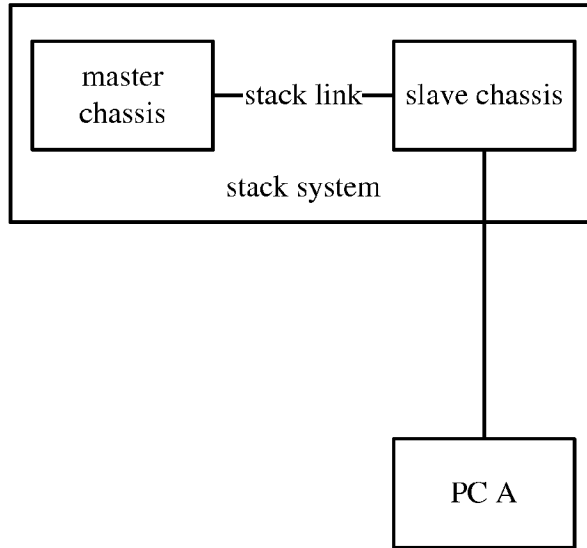 master
chassis
stack link
slave chassis
stack system
PC A